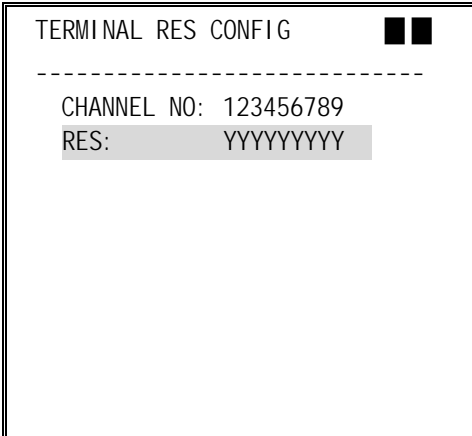 TERMINAL RES CONFIG
-----------------------------
CHANNEL NO: 123456789
RES: YYYYYYYYY